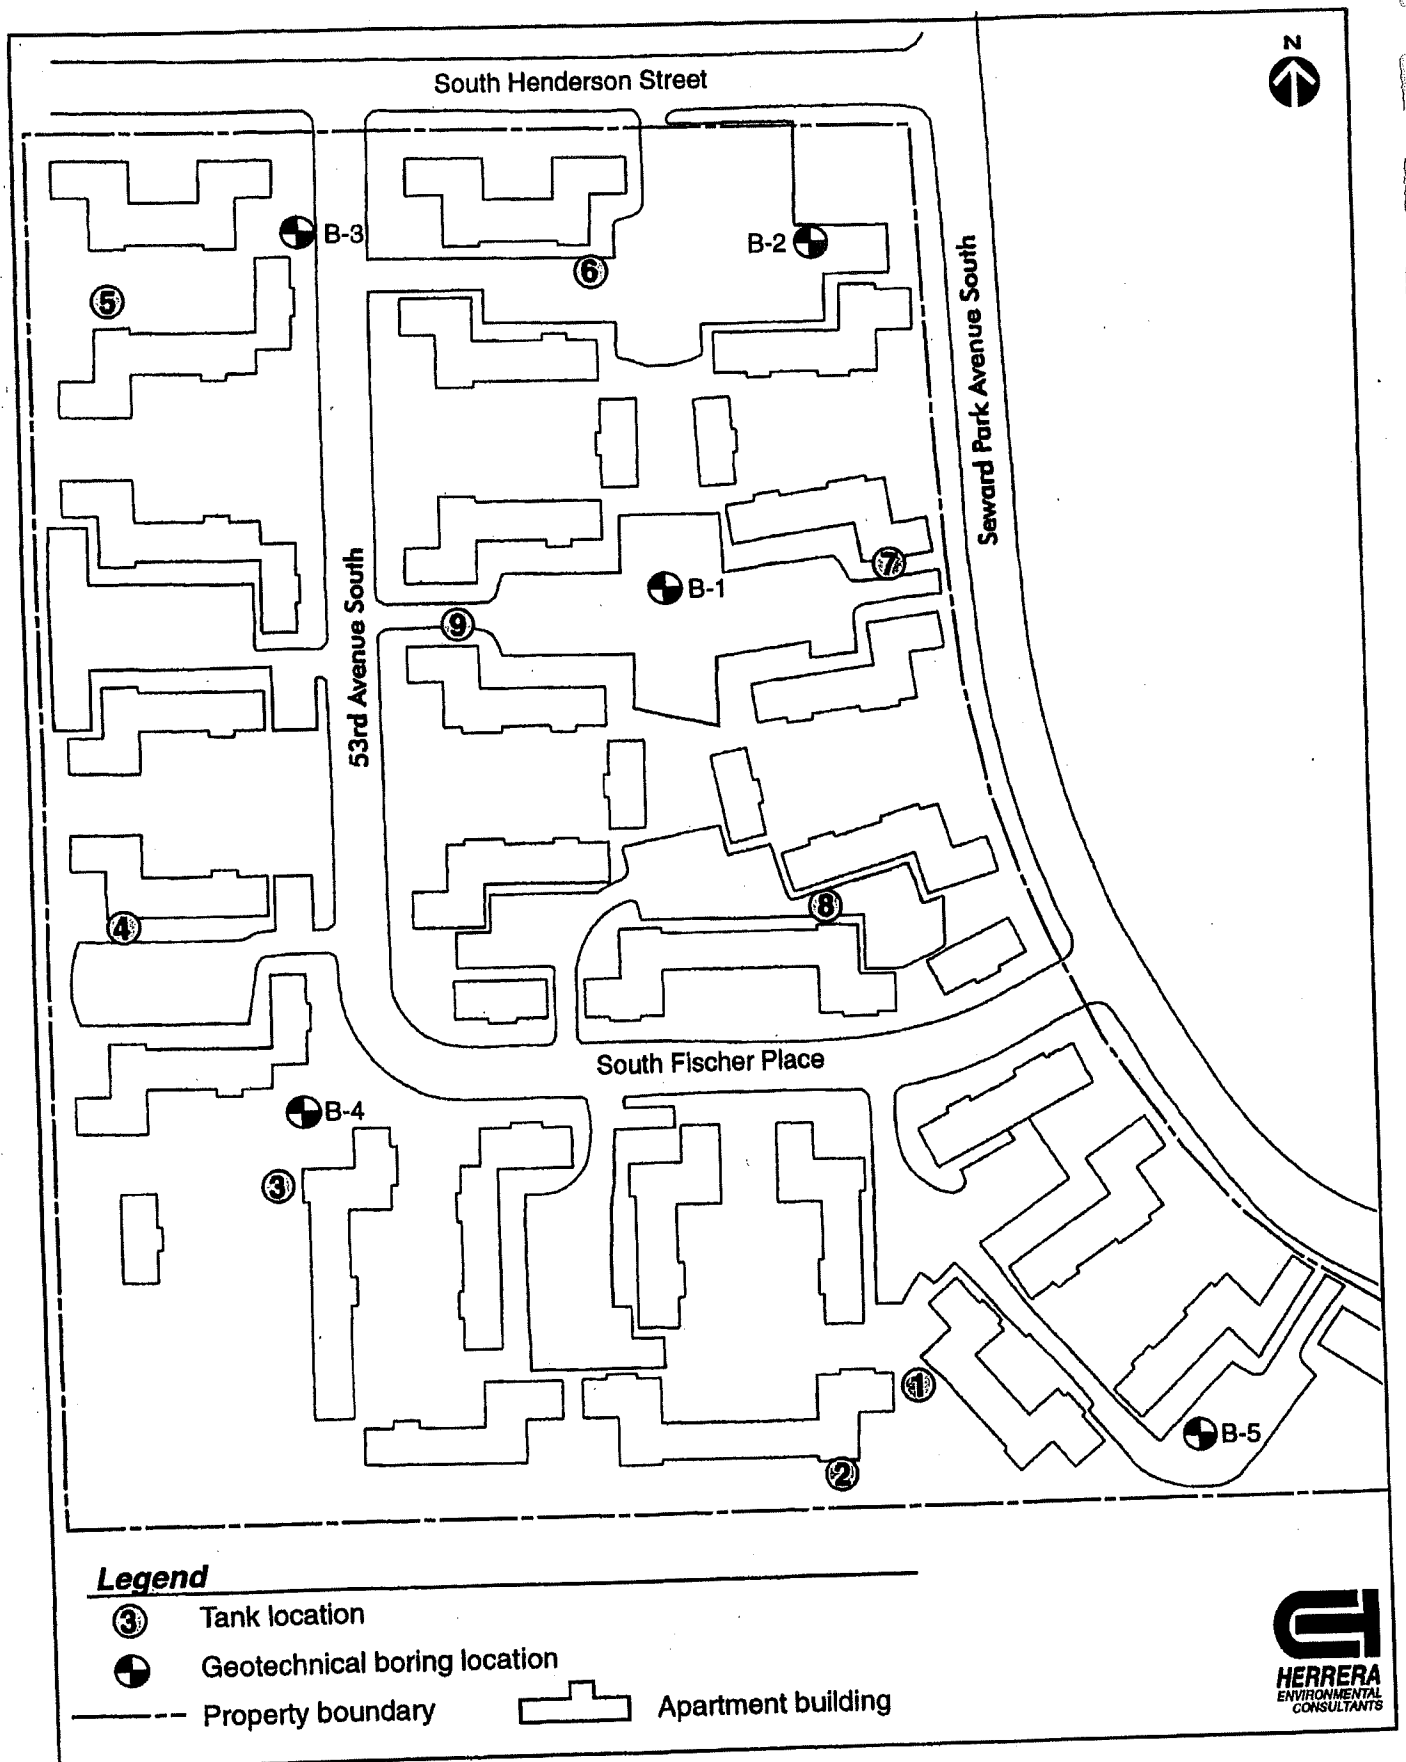 N
South Henderson Street
B-3
B-2
6
5
Seward Park Avenue South
7
B-1
9
53rd Avenue South
8
4
South Fischer Place
B-4
3
1
B-5
2
Legend
3 Tank location
Geotechnical boring location
Property boundary
Apartment building
HERRERA
ENVIRONMENTAL
CONSULTANTS